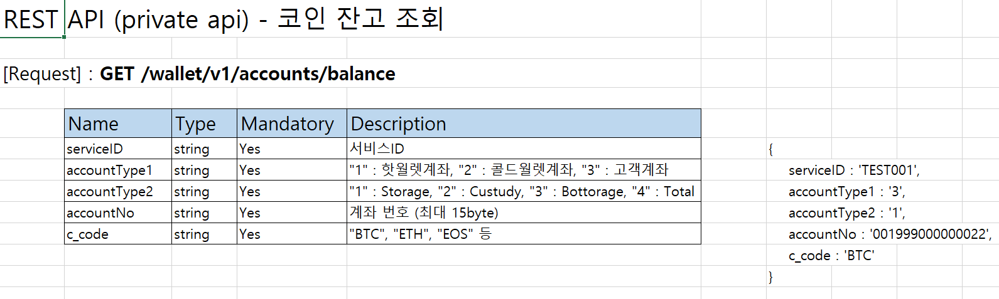 REST API (private api) - 코인 잔고 조회
[Request] : GET /wallet/v1/accounts/balance
Name Type Mandatory Description
serviceID string Yes 서비스ID
accountType1 string Yes "1" : 핫월렛계좌, "2" : 콜드월렛계좌, "3" : 고객계좌
accountType2 string Yes "1" : Storage, "2" : Custudy, "3" : Bottorage, "4" : Total
accountNo string Yes 계좌 번호 (최대 15byte)
c_code string Yes "BTC", "ETH", "EOS" 등
{
serviceID : 'TEST001',
accountType1 : '3',
accountType2 : '1',
accountNo : '001999000000022',
c_code : 'BTC'
}